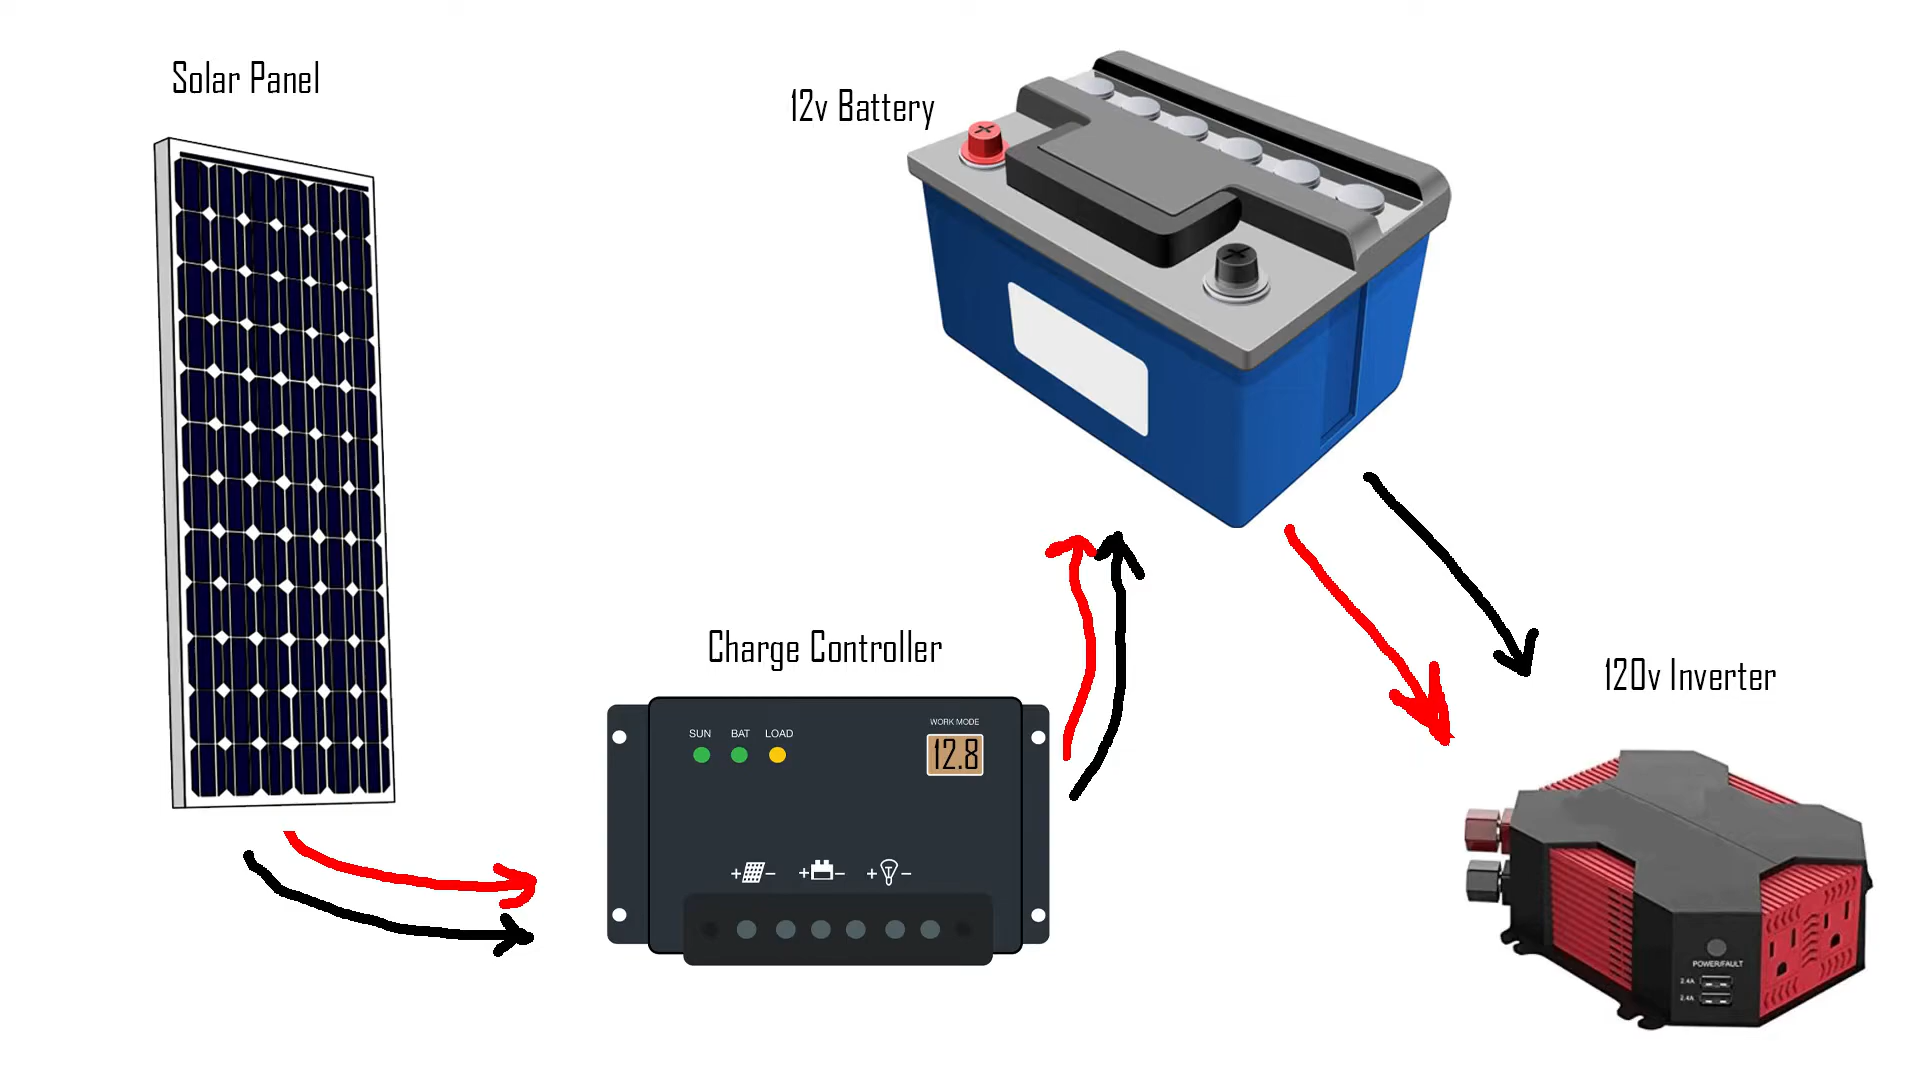 Solar Panel
12v Battery
Charge Controller
WORK MODE
SUN BAT LOAD
12.8
+ -
+ -
+ -
120v Inverter
POWER/FAULT
2.4A
2.4A